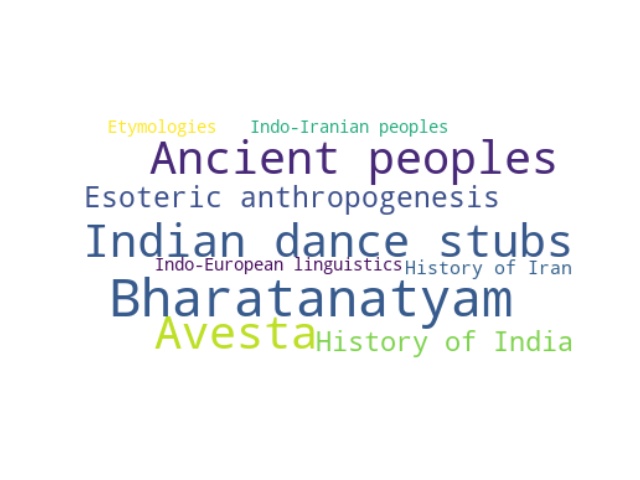 Etymologies
Indo-Iranian peoples
Ancient peoples
Esoteric anthropogenesis
Indian dance stubs
Indo-European linguistics
History of Iran
Bharatanatyam
Avesta
History of India